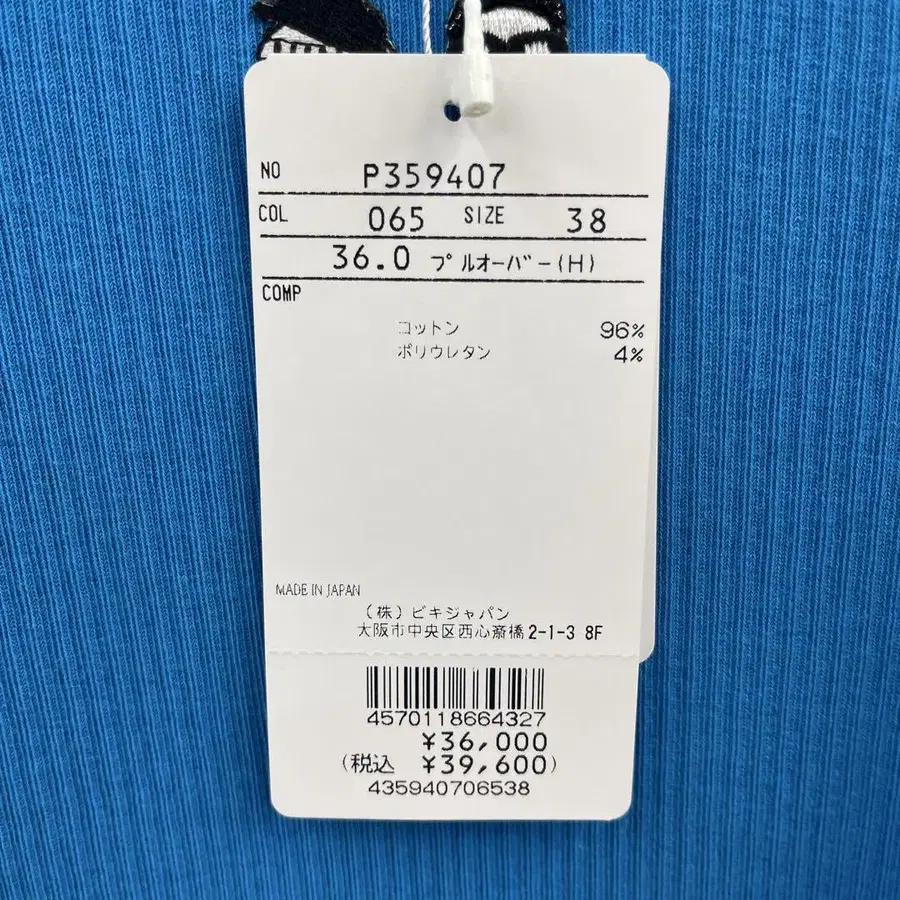 NO P359407
COL 065 SIZE 38
36.0 プルオーバー(H)
COMP
コットン 96%
ポリウレタン 4%
MADE IN JAPAN
(株)ビキジャパン
大阪市中央区西心斎橋2-1-3 8F
4570118664327
¥36,000
(税込 ¥39,600)
435940706538